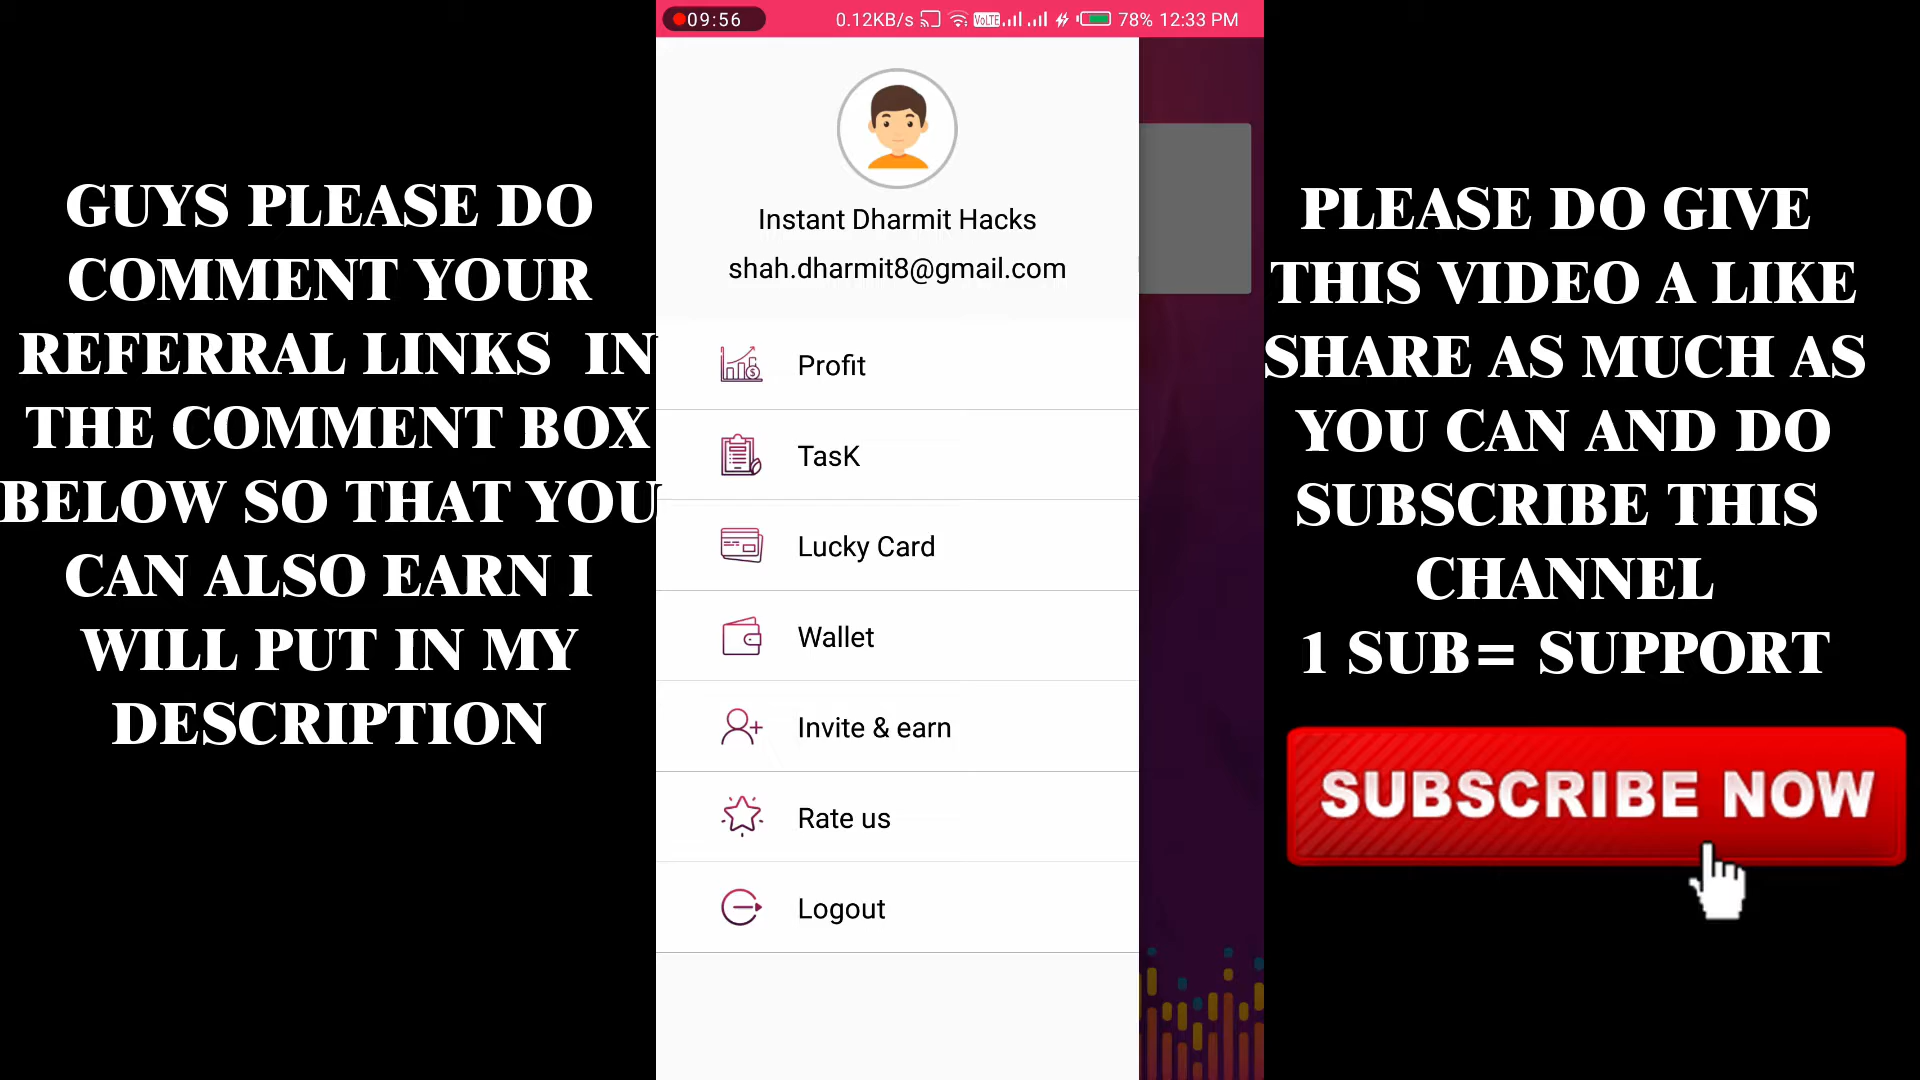 09:56 0.12KB/s VoLTE 78% 12:33 PM
GUYS PLEASE DO
COMMENT YOUR
REFERRAL LINKS IN
THE COMMENT BOX
BELOW SO THAT YOU
CAN ALSO EARN I
WILL PUT IN MY
DESCRIPTION
Instant Dharmit Hacks
shah.dharmit8@gmail.com
Profit
TasK
Lucky Card
Wallet
Invite & earn
Rate us
Logout
PLEASE DO GIVE
THIS VIDEO A LIKE
SHARE AS MUCH AS
YOU CAN AND DO
SUBSCRIBE THIS
CHANNEL
1 SUB= SUPPORT
SUBSCRIBE NOW